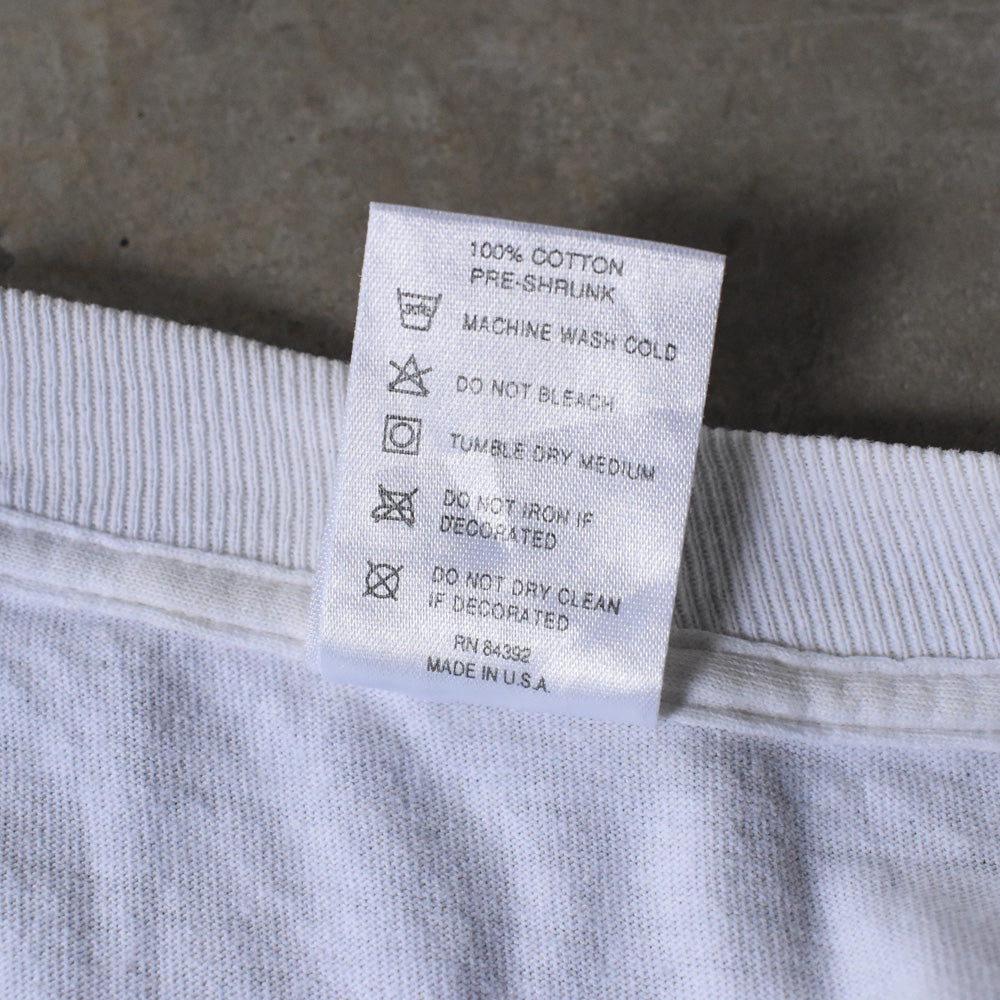 100% COTTON
PRE-SHRUNK
MACHINE WASH COLD
DO NOT BLEACH
TUMBLE DRY MEDIUM
DO NOT IRON IF
DECORATED
DO NOT DRY CLEAN
IF DECORATED
RN 84392
MADE IN U.S.A.